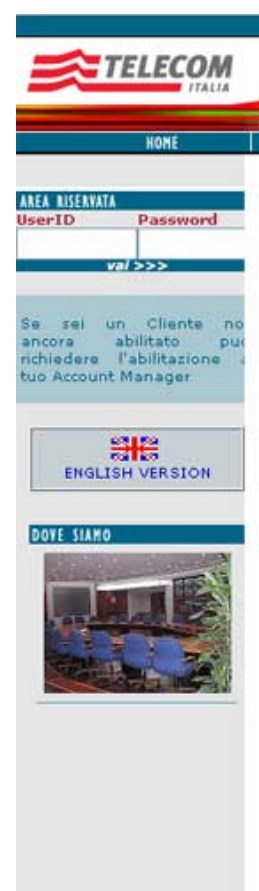 TELECOM
ITALIA
HOME
AREA RISERVATA
UserID Password
vai >>>
Se sei un Cliente no
ancora abilitato puo
richiedere l'abilitazione a
tuo Account Manager
ENGLISH VERSION
DOVE SIAMO